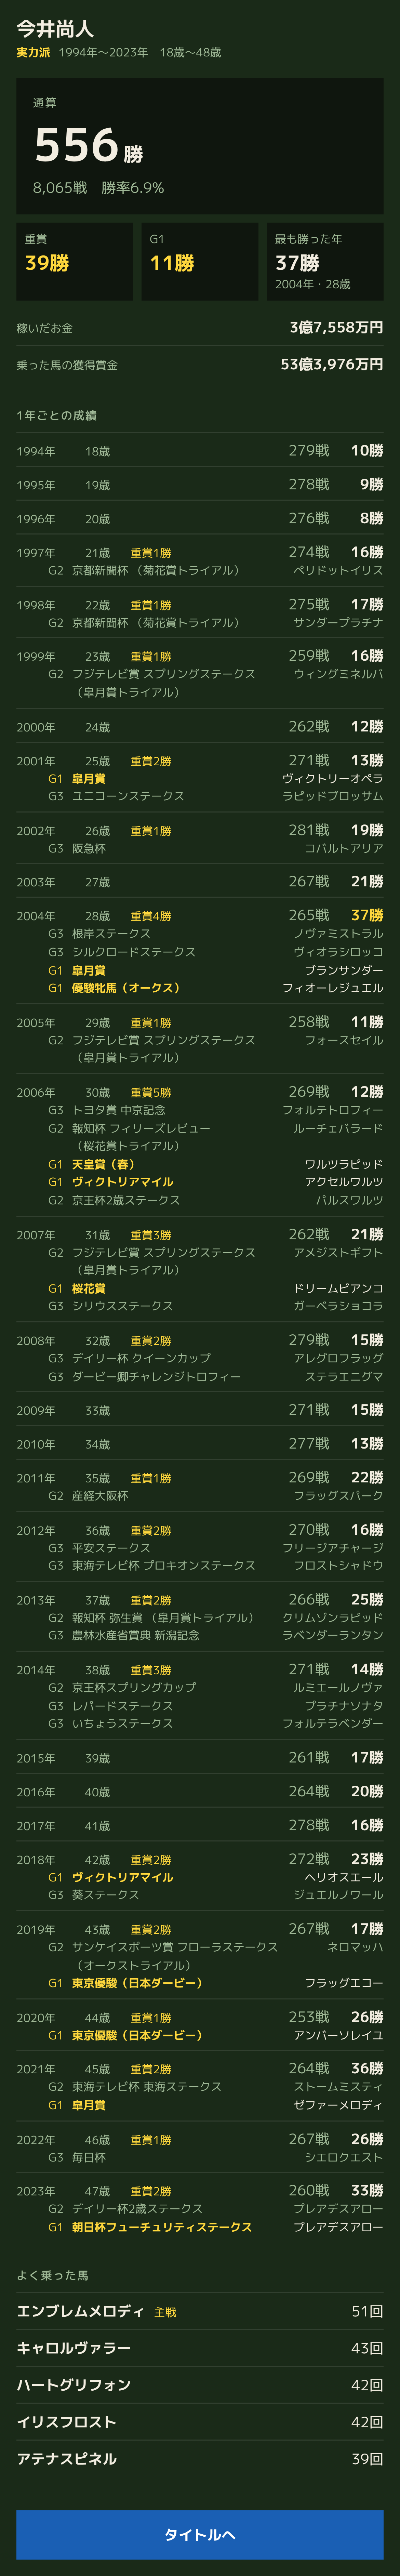 今井尚人
実力派 1994年〜2023年 18歳〜48歳
通算
556勝
8,065戦 勝率6.9%
重賞
39勝
G1
11勝
最も勝った年
37勝
2004年・28歳
稼いだお金 3億7,558万円
乗った馬の獲得賞金 53億3,976万円
1年ごとの成績
1994年 18歳 279戦 10勝
1995年 19歳 278戦 9勝
1996年 20歳 276戦 8勝
1997年 21歳 重賞1勝 274戦 16勝
G2 京都新聞杯 （菊花賞トライアル） ペリドットイリス
1998年 22歳 重賞1勝 275戦 17勝
G2 京都新聞杯 （菊花賞トライアル） サンダープラチナ
1999年 23歳 重賞1勝 259戦 16勝
G2 フジテレビ賞 スプリングステークス ウィングミネルバ
（皐月賞トライアル）
2000年 24歳 262戦 12勝
2001年 25歳 重賞2勝 271戦 13勝
G1 皐月賞 ヴィクトリーオペラ
G3 ユニコーンステークス ラピッドブロッサム
2002年 26歳 重賞1勝 281戦 19勝
G3 阪急杯 コバルトアリア
2003年 27歳 267戦 21勝
2004年 28歳 重賞4勝 265戦 37勝
G3 根岸ステークス ノヴァミストラル
G3 シルクロードステークス ヴィオラシロッコ
G1 皐月賞 ブランサンダー
G1 優駿牝馬（オークス） フィオーレジュエル
2005年 29歳 重賞1勝 258戦 11勝
G2 フジテレビ賞 スプリングステークス フォースセイル
（皐月賞トライアル）
2006年 30歳 重賞5勝 269戦 12勝
G3 トヨタ賞 中京記念 フォルテトロフィー
G2 報知杯 フィリーズレビュー ルーチェバラード
（桜花賞トライアル）
G1 天皇賞（春） ワルツラピッド
G1 ヴィクトリアマイル アクセルワルツ
G2 京王杯2歳ステークス パルスワルツ
2007年 31歳 重賞3勝 262戦 21勝
G2 フジテレビ賞 スプリングステークス アメジストギフト
（皐月賞トライアル）
G1 桜花賞 ドリームビアンコ
G3 シリウスステークス ガーベラショコラ
2008年 32歳 重賞2勝 279戦 15勝
G3 デイリー杯 クイーンカップ アレグロフラッグ
G3 ダービー卿チャレンジトロフィー ステラエニグマ
2009年 33歳 271戦 15勝
2010年 34歳 277戦 13勝
2011年 35歳 重賞1勝 269戦 22勝
G2 産経大阪杯 フラッグスパーク
2012年 36歳 重賞2勝 270戦 16勝
G3 平安ステークス フリージアチャージ
G3 東海テレビ杯 プロキオンステークス フロストシャドウ
2013年 37歳 重賞2勝 266戦 25勝
G2 報知杯 弥生賞 （皐月賞トライアル） クリムゾンラピッド
G3 農林水産省賞典 新潟記念 ラベンダーランタン
2014年 38歳 重賞3勝 271戦 14勝
G2 京王杯スプリングカップ ルミエールノヴァ
G3 レパードステークス プラチナソナタ
G3 いちょうステークス フォルテラベンダー
2015年 39歳 261戦 17勝
2016年 40歳 264戦 20勝
2017年 41歳 278戦 16勝
2018年 42歳 重賞2勝 272戦 23勝
G1 ヴィクトリアマイル ヘリオスエール
G3 葵ステークス ジュエルノワール
2019年 43歳 重賞2勝 267戦 17勝
G2 サンケイスポーツ賞 フローラステークス ネロマッハ
（オークストライアル）
G1 東京優駿（日本ダービー） フラッグエコー
2020年 44歳 重賞1勝 253戦 26勝
G1 東京優駿（日本ダービー） アンバーソレイユ
2021年 45歳 重賞2勝 264戦 36勝
G2 東海テレビ杯 東海ステークス ストームミスティ
G1 皐月賞 ゼファーメロディ
2022年 46歳 重賞1勝 267戦 26勝
G3 毎日杯 シエロクエスト
2023年 47歳 重賞2勝 260戦 33勝
G2 デイリー杯2歳ステークス プレアデスアロー
G1 朝日杯フューチュリティステークス プレアデスアロー
よく乗った馬
エンブレムメロディ 主戦 51回
キャロルヴァラー 43回
ハートグリフォン 42回
イリスフロスト 42回
アテナスピネル 39回
タイトルへ